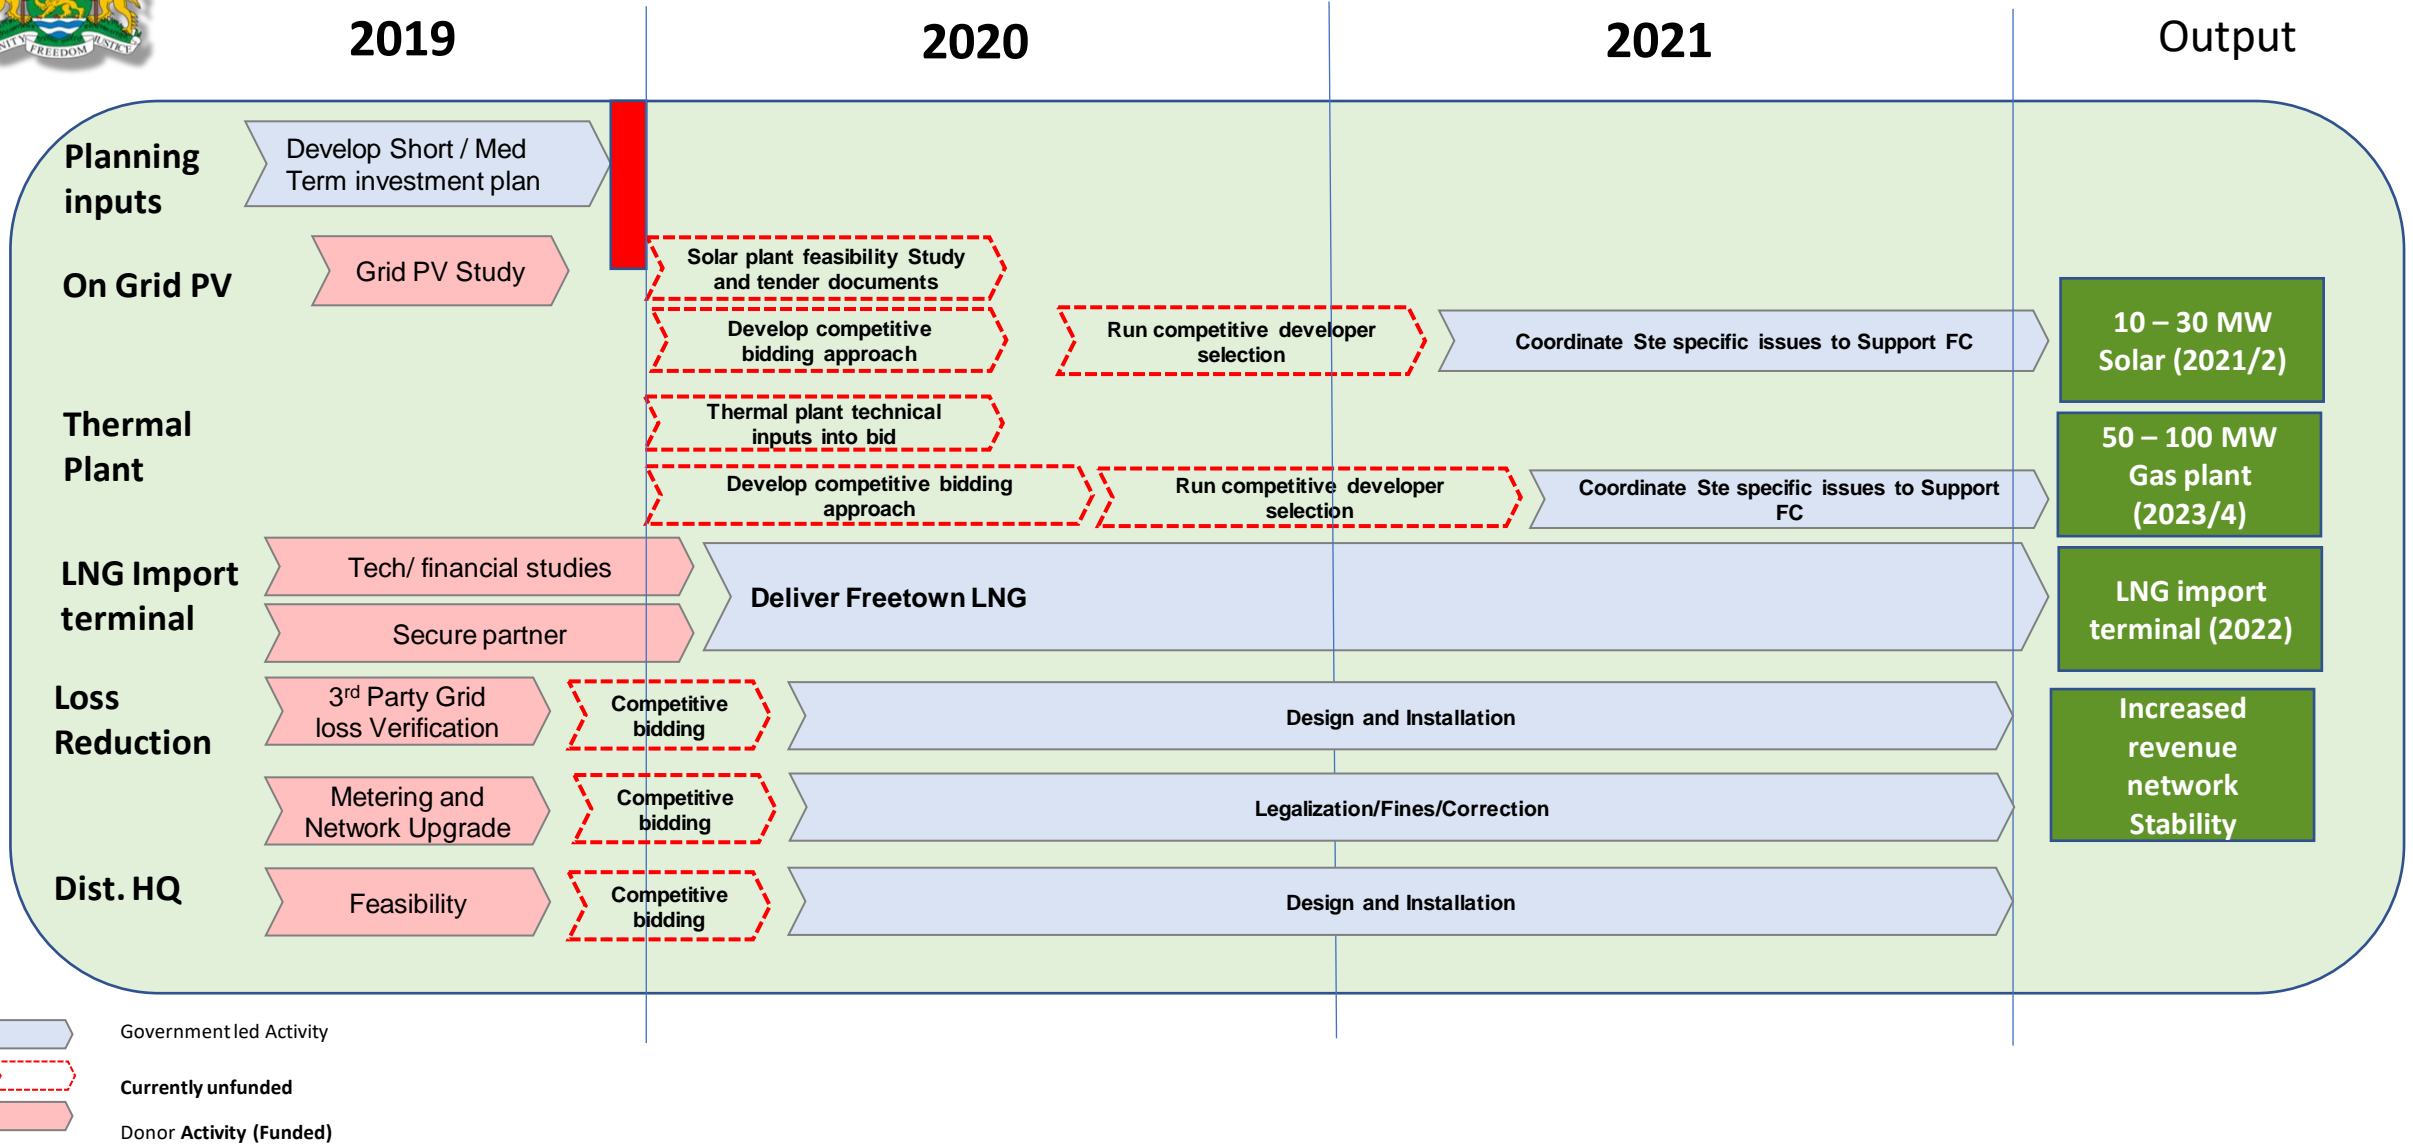 NITY FREEDOM JUSTICE
2019
2020
2021
Output
Planning
inputs
Develop Short / Med
Term investment plan
On Grid PV
Grid PV Study
Solar plant feasibility Study
and tender documents
Develop competitive
bidding approach
Run competitive developer
selection
Coordinate Ste specific issues to Support FC
10 – 30 MW
Solar (2021/2)
Thermal
Plant
Thermal plant technical
inputs into bid
Develop competitive bidding
approach
Run competitive developer
selection
Coordinate Ste specific issues to Support
FC
50 – 100 MW
Gas plant
(2023/4)
LNG Import
terminal
Tech/ financial studies
Secure partner
Deliver Freetown LNG
LNG import
terminal (2022)
Loss
Reduction
3rd Party Grid
loss Verification
Competitive
bidding
Design and Installation
Increased
revenue
network
Stability
Metering and
Network Upgrade
Competitive
bidding
Legalization/Fines/Correction
Dist. HQ
Feasibility
Competitive
bidding
Design and Installation
Government led Activity
Currently unfunded
Donor Activity (Funded)